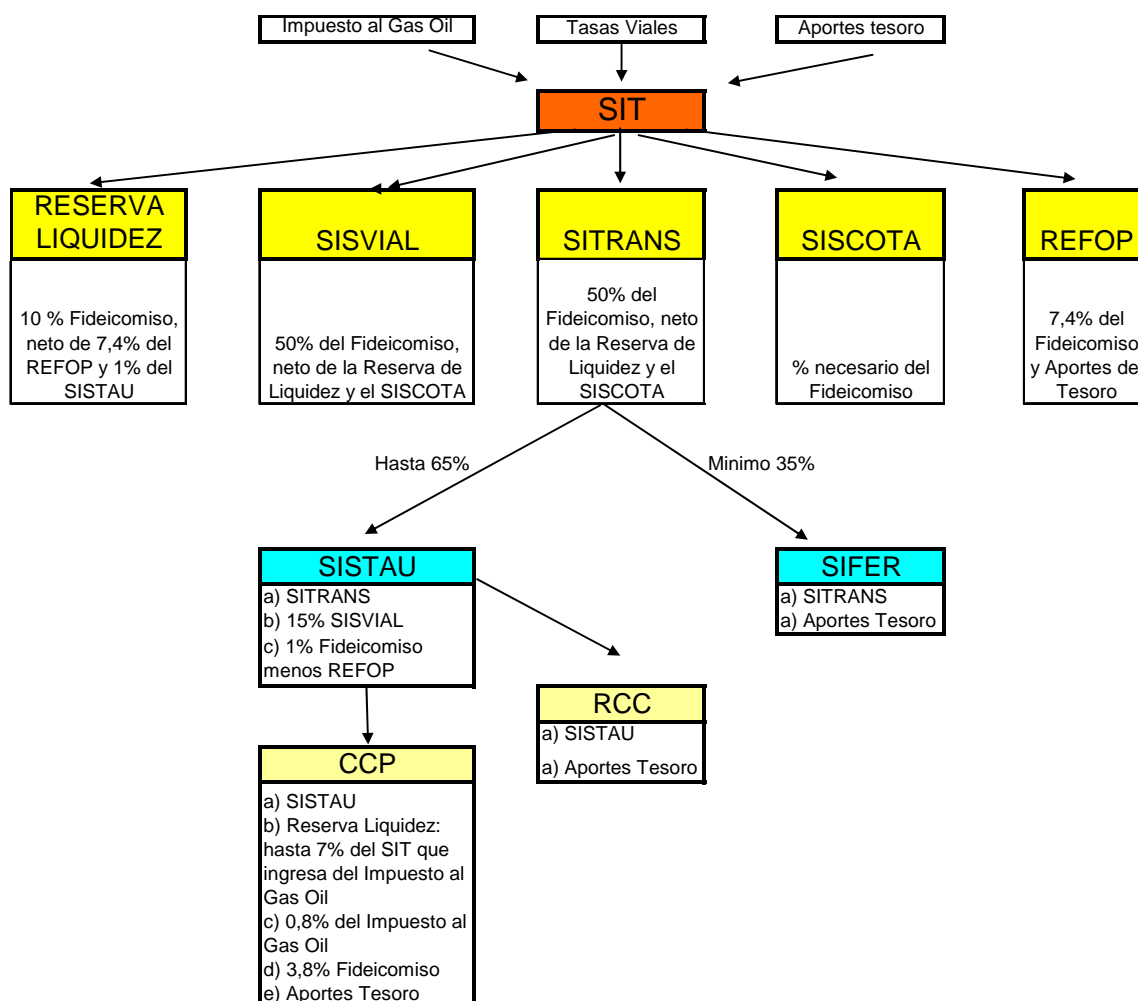 Impuesto al Gas Oil
Tasas Viales
Aportes tesoro
SIT
RESERVA
LIQUIDEZ
10 % Fideicomiso,
neto de 7,4% del
REFOP y 1% del
SISTAU
SISVIAL
50% del Fideicomiso,
neto de la Reserva de
Liquidez y el SISCOTA
SITRANS
50% del
Fideicomiso, neto
de la Reserva de
Liquidez y el
SISCOTA
SISCOTA
% necesario del
Fideicomiso
REFOP
7,4% del
Fideicomiso
y Aportes del
Tesoro
Hasta 65%
Minimo 35%
SISTAU
a) SITRANS
b) 15% SISVIAL
c) 1% Fideicomiso
menos REFOP
SIFER
a) SITRANS
a) Aportes Tesoro
RCC
a) SISTAU
a) Aportes Tesoro
CCP
a) SISTAU
b) Reserva Liquidez:
hasta 7% del SIT que
ingresa del Impuesto al
Gas Oil
c) 0,8% del Impuesto al
Gas Oil
d) 3,8% Fideicomiso
e) Aportes Tesoro